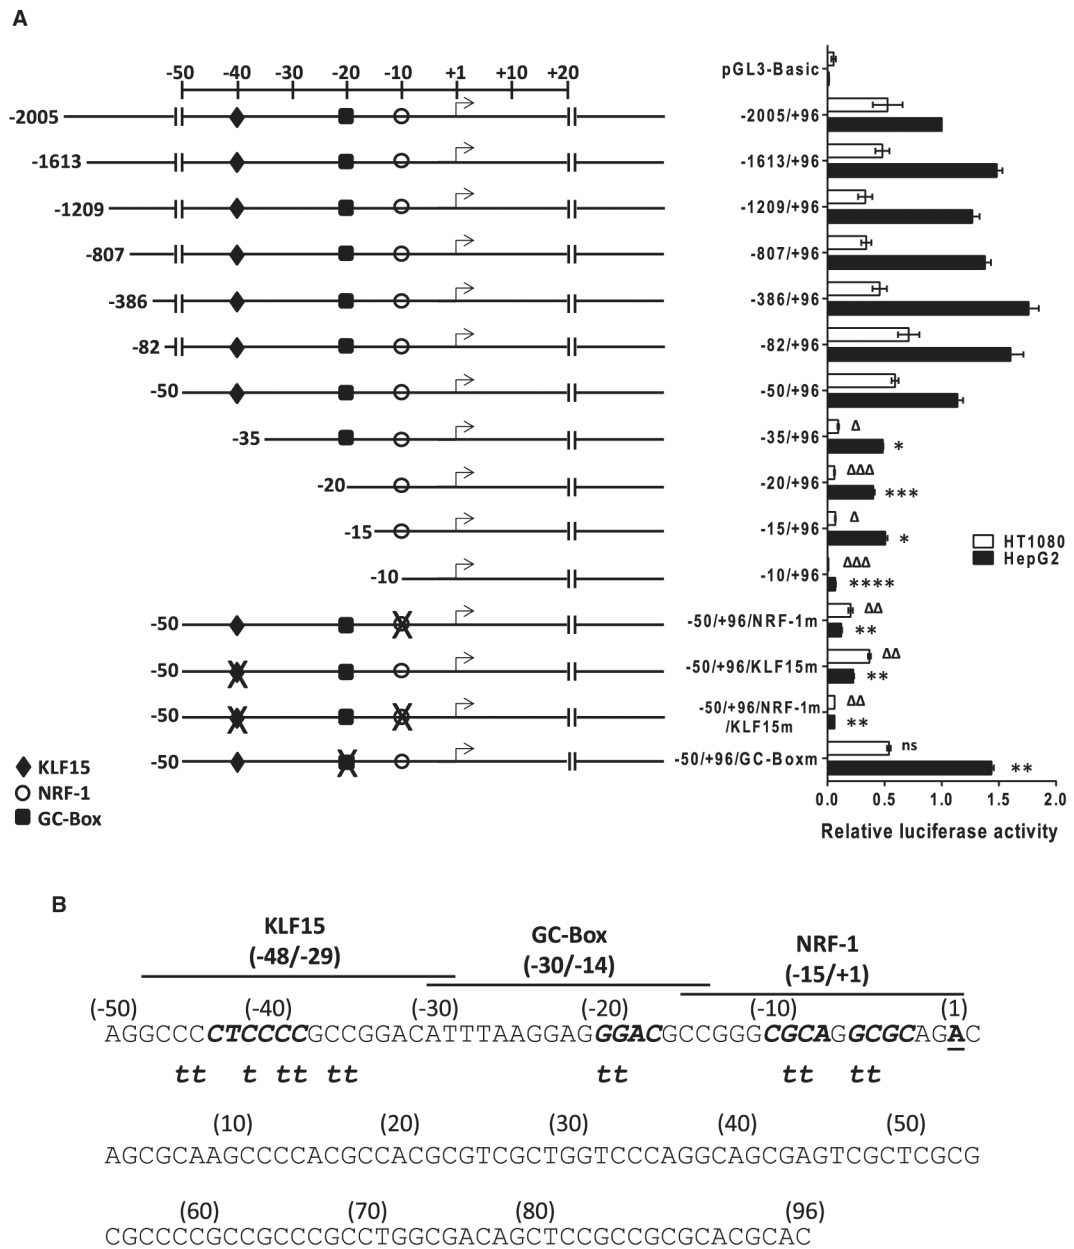 A
-50 -40 -30 -20 -10 +1 +10 +20
-2005
-1613
-1209
-807
-386
-82
-50
-35
-20
-15
-10
-50
-50
-50
-50
KLF15
NRF-1
GC-Box
pGL3-Basic
-2005/+96
-1613/+96
-1209/+96
-807/+96
-386/+96
-82/+96
-50/+96
-35/+96 Δ
*
-20/+96 ΔΔΔ
***
-15/+96 Δ
*
-10/+96 ΔΔΔ
****
-50/+96/NRF-1m ΔΔ
**
-50/+96/KLF15m ΔΔ
**
-50/+96/NRF-1m
/KLF15m ΔΔ
**
-50/+96/GC-Boxm ns
**
HT1080
HepG2
0.0 0.5 1.0 1.5 2.0
Relative luciferase activity
B
KLF15
(-48/-29)
GC-Box
(-30/-14)
NRF-1
(-15/+1)
(-50) (-40) (-30) (-20) (-10) (1)
AGGCCCCTCCCCGCCGGACATTTAAGGAGGGACGCCGGGCGCAGGCGCAGAC
tt t tt tt tt tt tt
(10) (20) (30) (40) (50)
AGCGCAAGCCCCACGCCACGCGTCGCTGGTCCCAGGCAGCGAGTCGCTCGCG
(60) (70) (80) (96)
CGCCCCGCCGCCCGCCTGGCGACAGCTCCGCCGCGCACGCAC